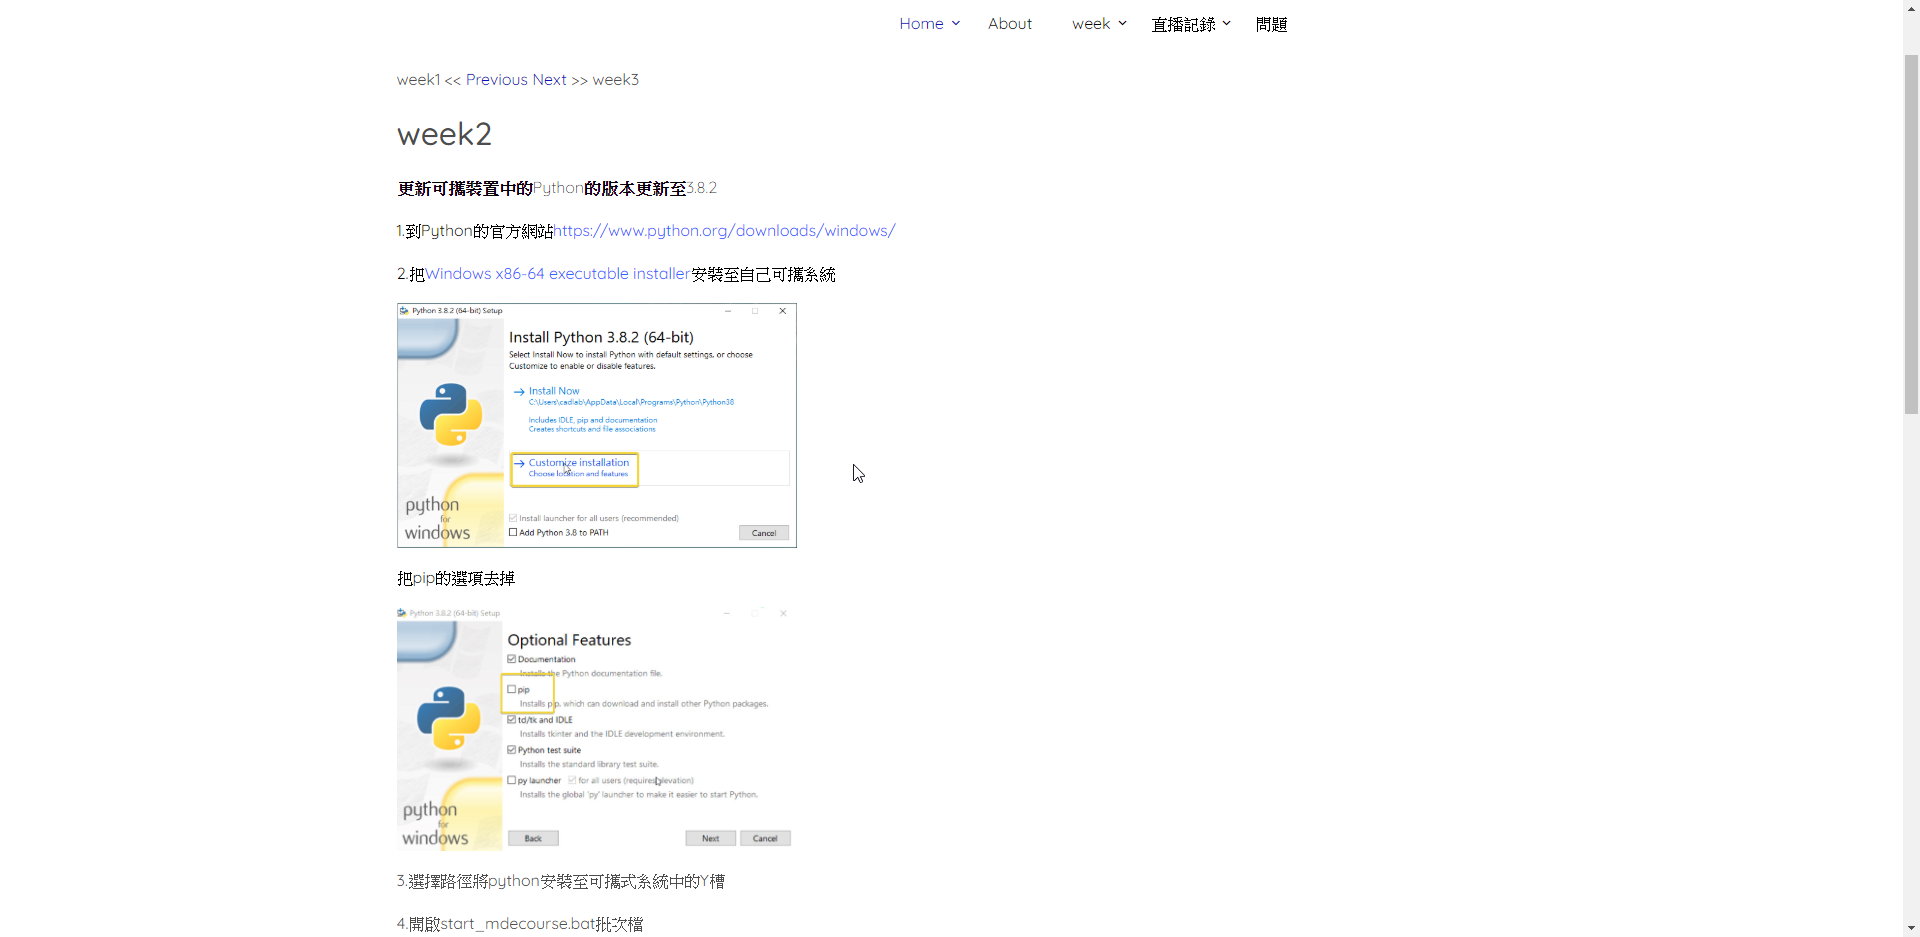 Home About week 直播記錄 問題
week1 << Previous Next >> week3
week2
更新可攜裝置中的Python的版本更新至3.8.2
1.到Python的官方網站https://www.python.org/downloads/windows/
2.把Windows x86-64 executable installer安裝至自己可攜系統
Python 3.8.2 (64-bit) Setup
Install Python 3.8.2 (64-bit)
Select Install Now to install Python with default settings, or choose
Customize to enable or disable features.
Install Now
C:\Users\cadlab\AppData\Local\Programs\Python\Python38
Includes IDLE, pip and documentation
Creates shortcuts and file associations
Customize installation
Choose location and features
python
for
windows
Install launcher for all users (recommended)
Add Python 3.8 to PATH
Cancel
把pip的選項去掉
Python 3.8.2 (64-bit) Setup
Optional Features
Documentation
Installs the Python documentation file.
pip
Installs pip, which can download and install other Python packages.
td/tk and IDLE
Installs tkinter and the IDLE development environment.
Python test suite
Installs the standard library test suite.
py launcher for all users (requires elevation)
Installs the global 'py' launcher to make it easier to start Python.
python
for
windows
Back Next Cancel
3.選擇路徑將python安裝至可攜式系統中的Y槽
4.開啟start_mdecourse.bat批次檔